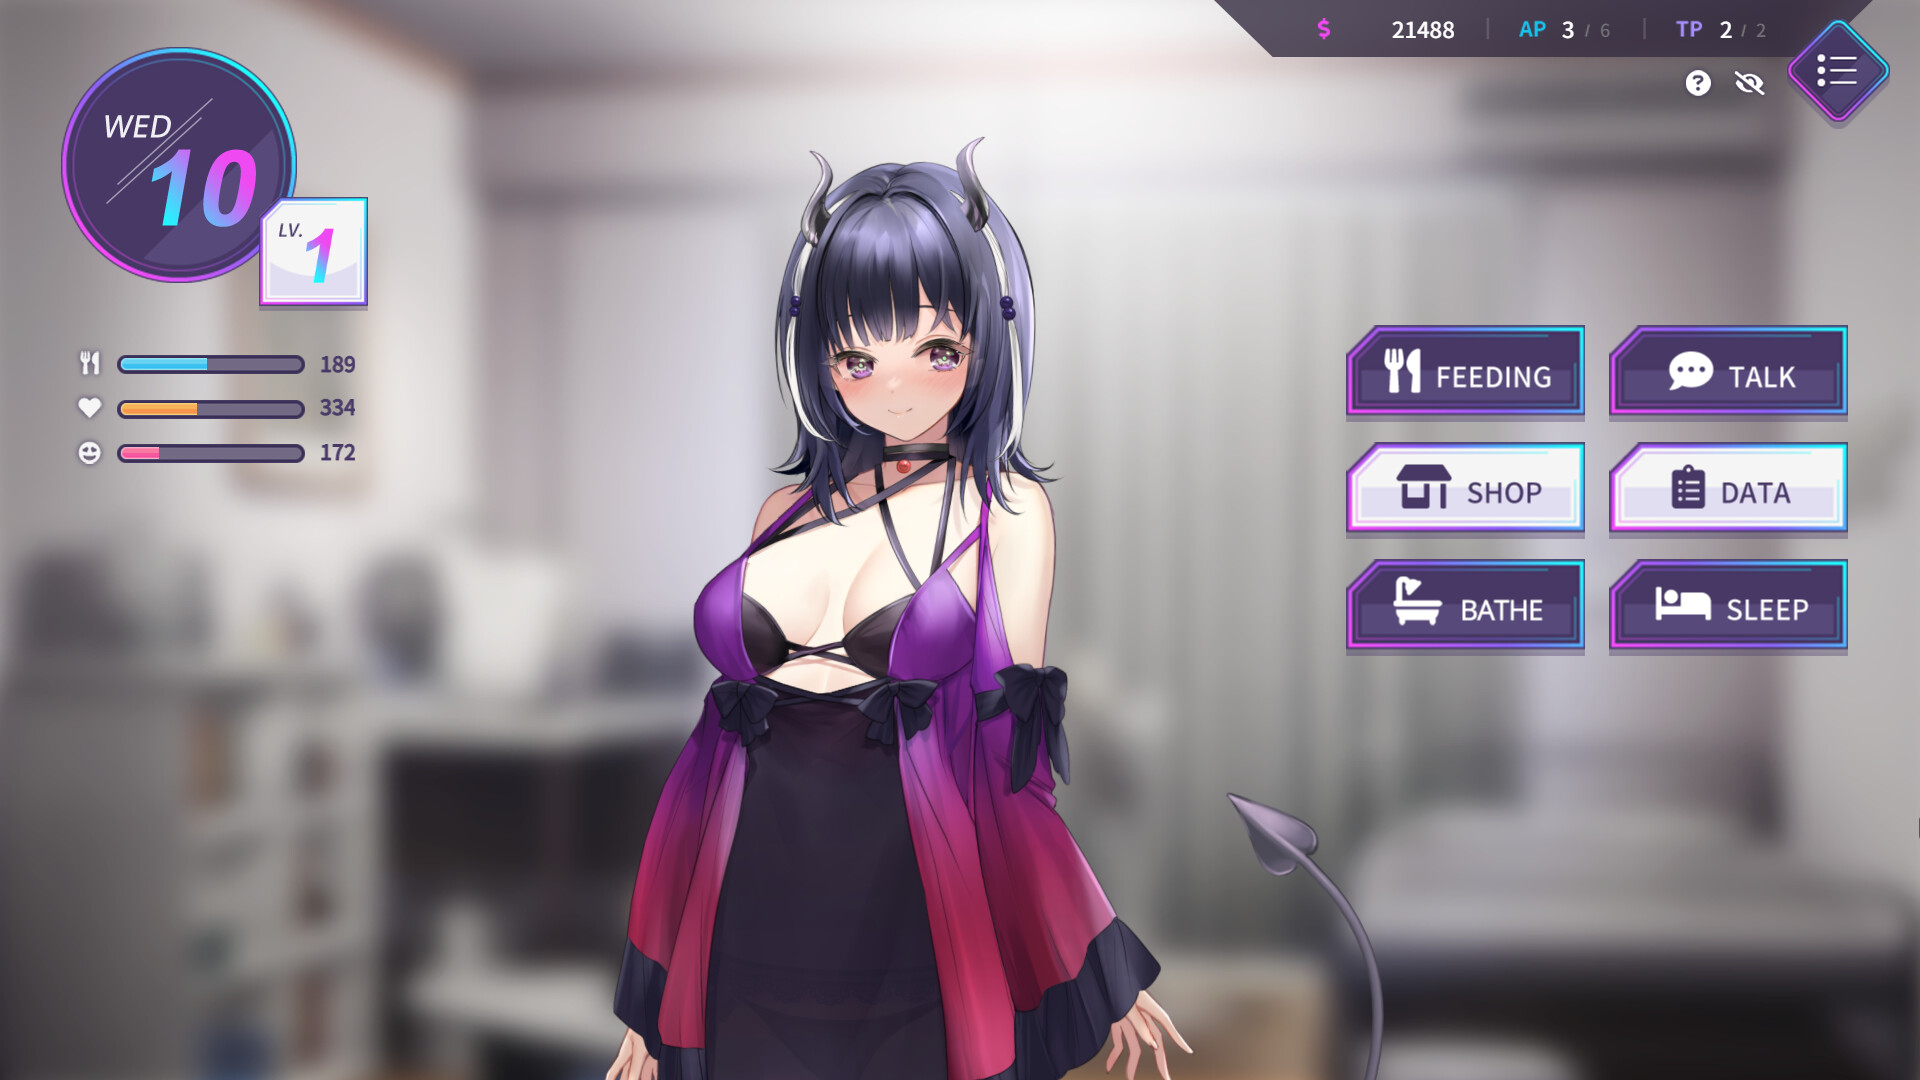 $ 21488 | AP 3 / 6 | TP 2 / 2
?
WED
10
LV. 1
189
334
172
FEEDING
TALK
SHOP
DATA
BATHE
SLEEP